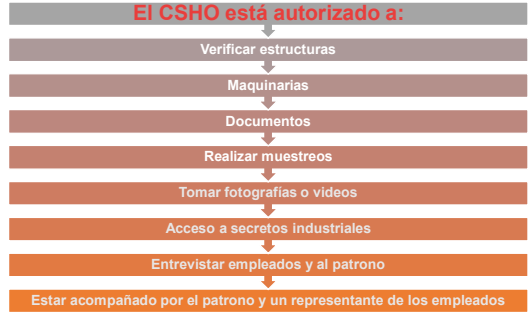 El CSHO está autorizado a:
Verificar estructuras
Maquinarias
Documentos
Realizar muestreos
Tomar fotografías o videos
Acceso a secretos industriales
Entrevistar empleados y al patrono
Estar acompañado por el patrono y un representante de los empleados